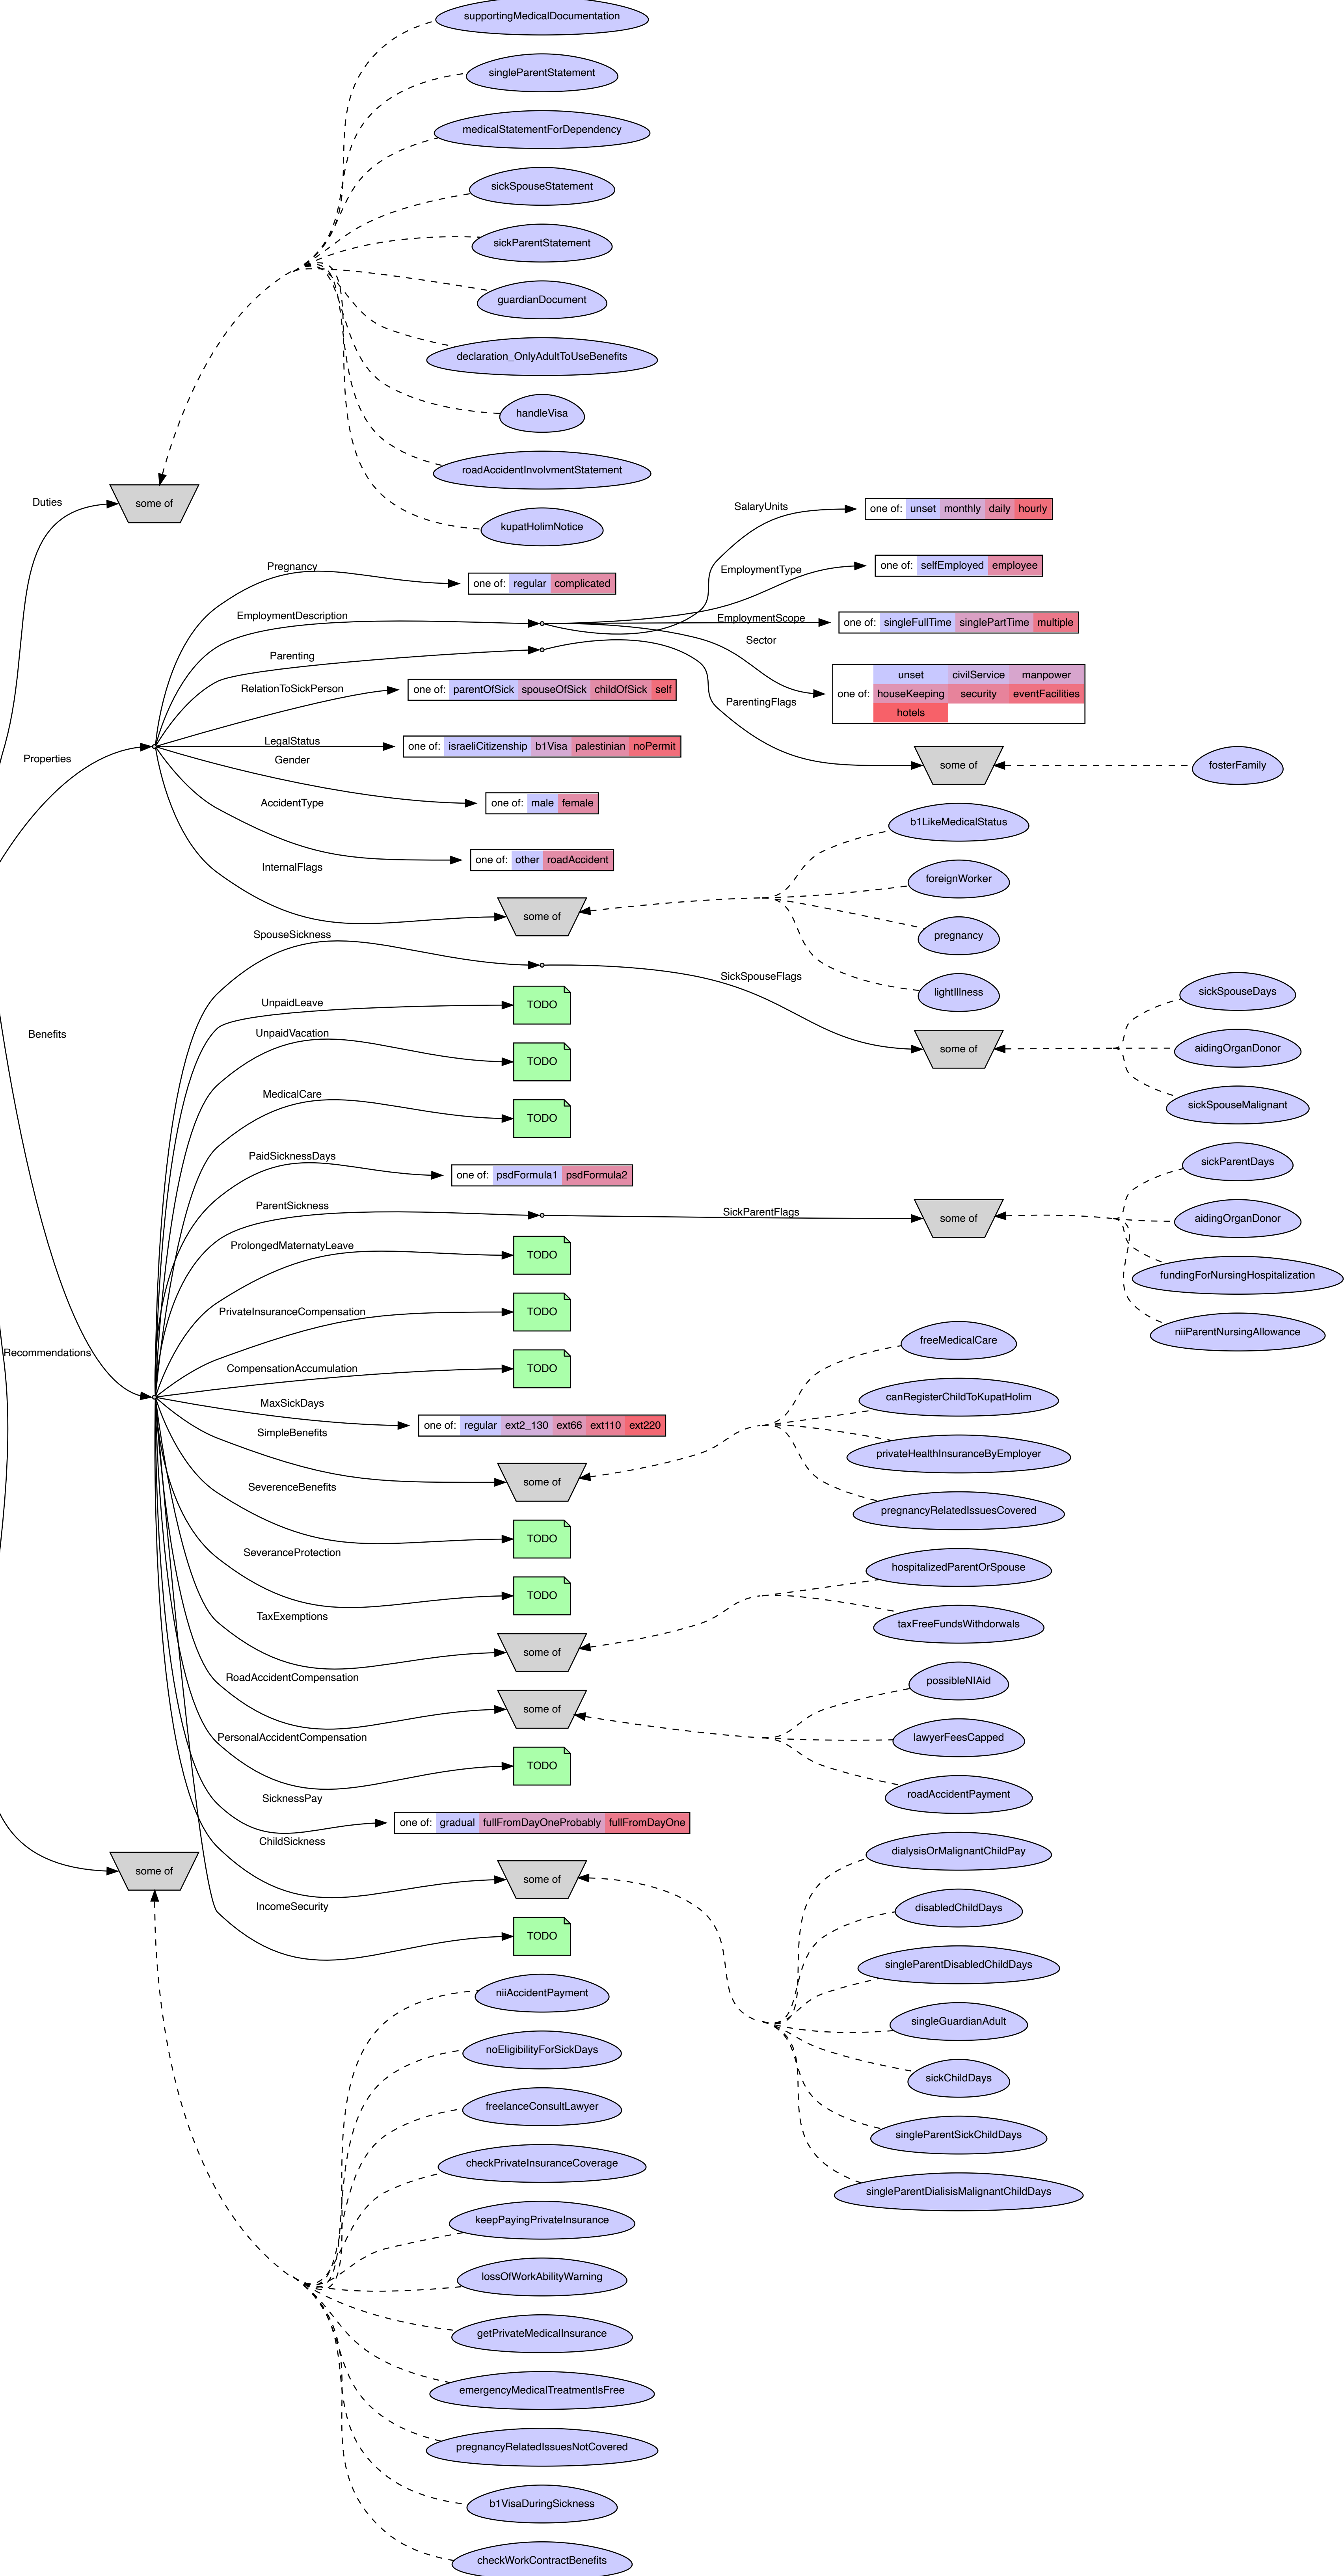 supportingMedicalDocumentation
singleParentStatement
medicalStatementForDependency
sickSpouseStatement
sickParentStatement
guardianDocument
declaration_OnlyAdultToUseBenefits
handleVisa
roadAccidentInvolvmentStatement
kupatHolimNotice
Duties
some of
Properties
Pregnancy
one of: regular complicated
EmploymentDescription
SalaryUnits
one of: unset monthly daily hourly
EmploymentType
one of: selfEmployed employee
EmploymentScope
one of: singleFullTime singlePartTime multiple
Sector
unset civilService manpower
one of: houseKeeping security eventFacilities
hotels
Parenting
ParentingFlags
some of
fosterFamily
RelationToSickPerson
one of: parentOfSick spouseOfSick childOfSick self
LegalStatus
one of: israeliCitizenship b1Visa palestinian noPermit
Gender
one of: male female
AccidentType
one of: other roadAccident
InternalFlags
some of
b1LikeMedicalStatus
foreignWorker
pregnancy
lightIllness
Benefits
SpouseSickness
SickSpouseFlags
some of
sickSpouseDays
aidingOrganDonor
sickSpouseMalignant
UnpaidLeave
TODO
UnpaidVacation
TODO
MedicalCare
TODO
PaidSicknessDays
one of: psdFormula1 psdFormula2
ParentSickness
SickParentFlags
some of
sickParentDays
aidingOrganDonor
fundingForNursingHospitalization
niiParentNursingAllowance
ProlongedMaternatyLeave
TODO
PrivateInsuranceCompensation
TODO
CompensationAccumulation
TODO
MaxSickDays
one of: regular ext2_130 ext66 ext110 ext220
SimpleBenefits
some of
freeMedicalCare
canRegisterChildToKupatHolim
privateHealthInsuranceByEmployer
pregnancyRelatedIssuesCovered
SeverenceBenefits
TODO
SeveranceProtection
TODO
TaxExemptions
some of
hospitalizedParentOrSpouse
taxFreeFundsWithdorwals
RoadAccidentCompensation
some of
possibleNIAid
lawyerFeesCapped
roadAccidentPayment
PersonalAccidentCompensation
TODO
SicknessPay
one of: gradual fullFromDayOneProbably fullFromDayOne
ChildSickness
some of
dialysisOrMalignantChildPay
disabledChildDays
singleParentDisabledChildDays
singleGuardianAdult
sickChildDays
singleParentSickChildDays
singleParentDialisisMalignantChildDays
IncomeSecurity
TODO
Recommendations
some of
niiAccidentPayment
noEligibilityForSickDays
freelanceConsultLawyer
checkPrivateInsuranceCoverage
keepPayingPrivateInsurance
lossOfWorkAbilityWarning
getPrivateMedicalInsurance
emergencyMedicalTreatmentIsFree
pregnancyRelatedIssuesNotCovered
b1VisaDuringSickness
checkWorkContractBenefits